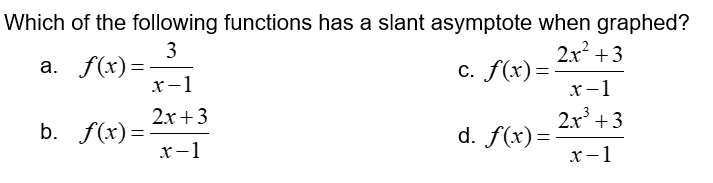 Which of the following functions has a slant asymptote when graphed?
a. f(x) = 3/(x−1)
b. f(x) = (2x+3)/(x−1)
c. f(x) = (2x²+3)/(x−1)
d. f(x) = (2x³+3)/(x−1)